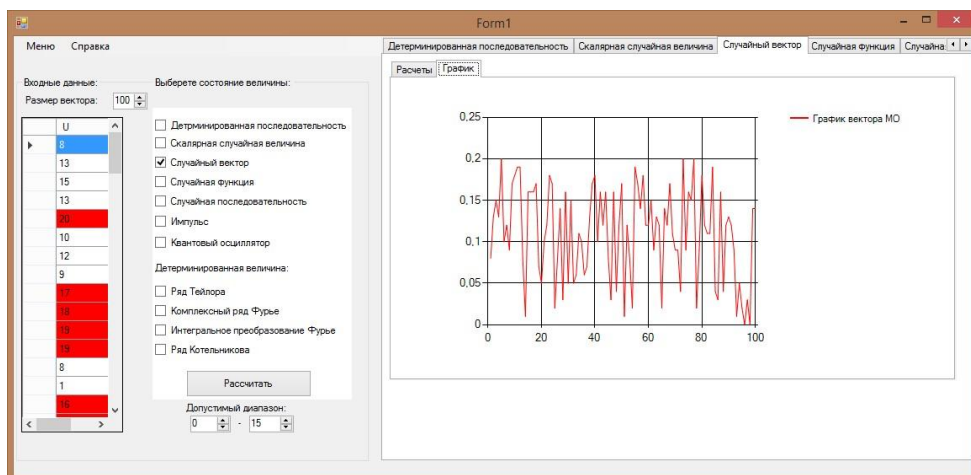 Form1
Меню Справка
Детерминированная последовательность Скалярная случайная величина Случайный вектор Случайная функция Случайна
Расчеты График
Входные данные:
Размер вектора: 100
U
8
13
15
13
20
10
12
9
17
18
19
19
8
1
16
Выберете состояние величины:
Детрминированная последовательность
Скалярная случайная величина
Случайный вектор
Случайная функция
Случайная последовательность
Импульс
Квантовый осциллятор
Детерминированная величина:
Ряд Тейлора
Комплексный ряд Фурье
Интегральное преобразование Фурье
Ряд Котельникова
Рассчитать
Допустимый диапазон:
0 - 15
0,25
0,2
0,15
0,1
0,05
0
0 20 40 60 80 100
График вектора МО